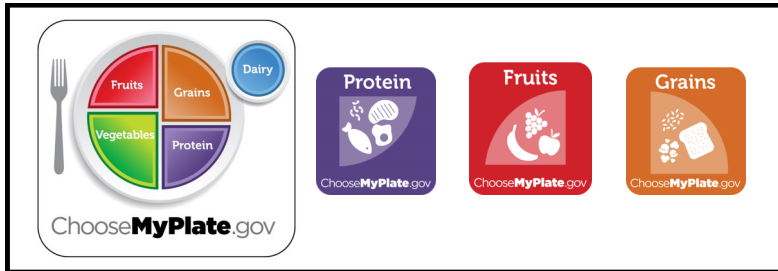 Fruits
Grains
Dairy
Vegetables
Protein
ChooseMyPlate.gov
Protein
ChooseMyPlate.gov
Fruits
ChooseMyPlate.gov
Grains
ChooseMyPlate.gov